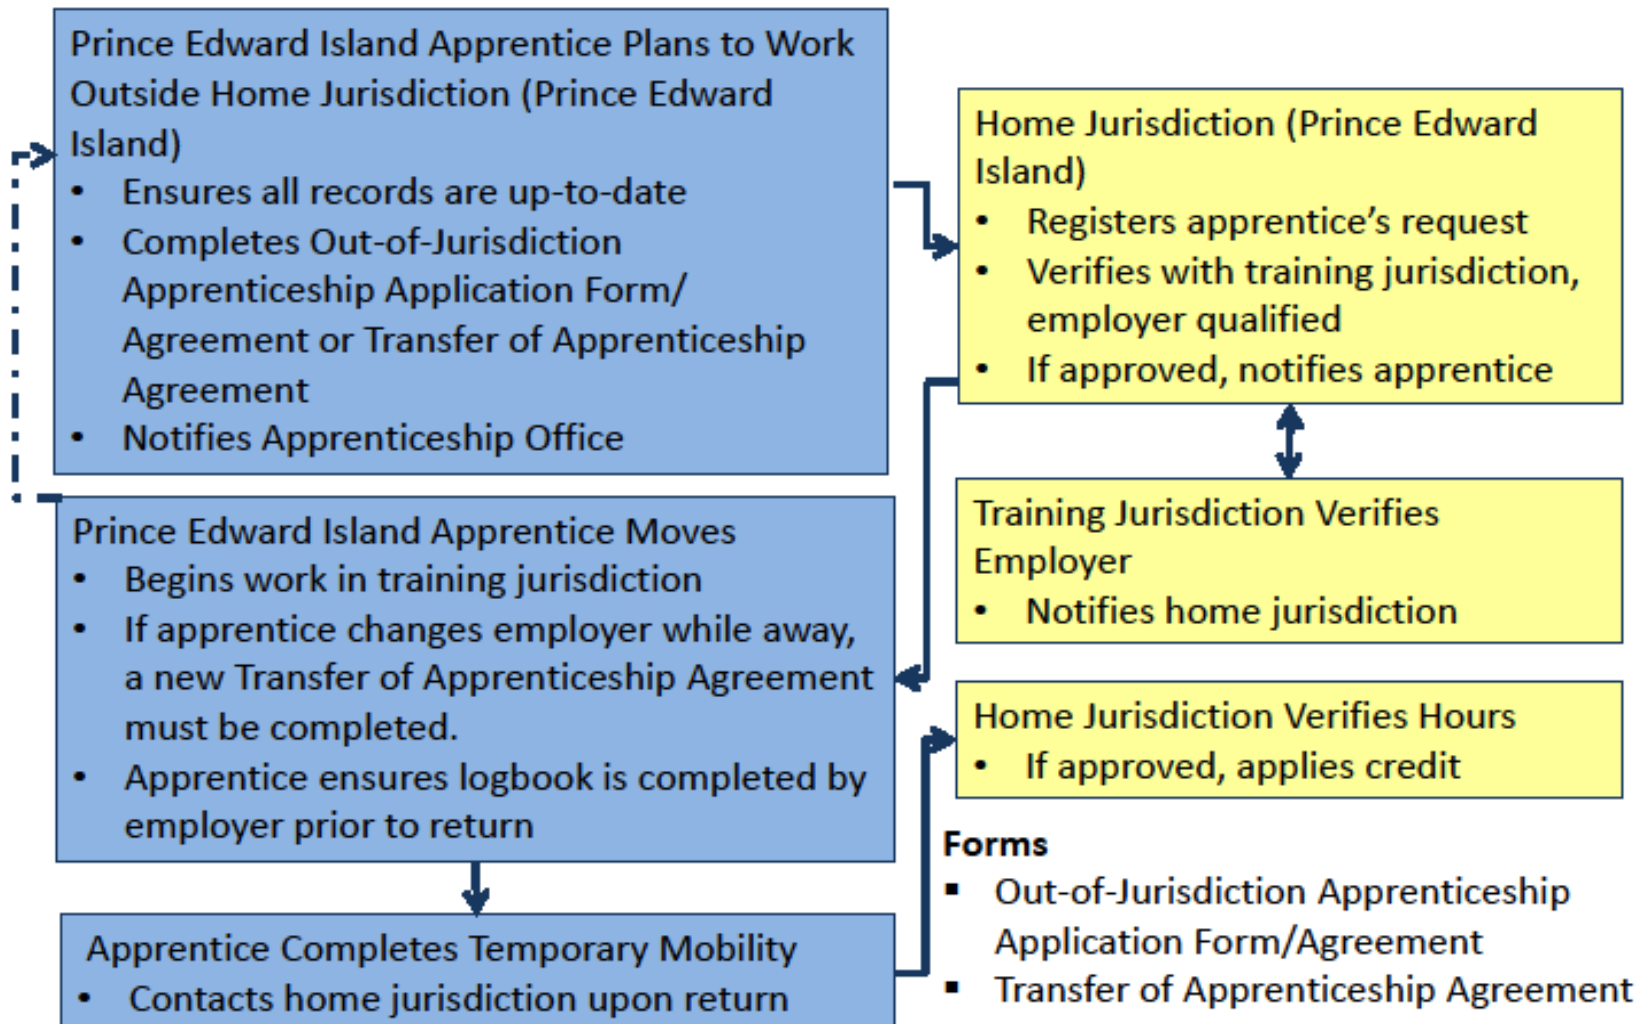 Prince Edward Island Apprentice Plans to Work
Outside Home Jurisdiction (Prince Edward
Island)
• Ensures all records are up-to-date
• Completes Out-of-Jurisdiction
Apprenticeship Application Form/
Agreement or Transfer of Apprenticeship
Agreement
• Notifies Apprenticeship Office
Home Jurisdiction (Prince Edward
Island)
• Registers apprentice’s request
• Verifies with training jurisdiction,
employer qualified
• If approved, notifies apprentice
Training Jurisdiction Verifies
Employer
• Notifies home jurisdiction
Prince Edward Island Apprentice Moves
• Begins work in training jurisdiction
• If apprentice changes employer while away,
a new Transfer of Apprenticeship Agreement
must be completed.
• Apprentice ensures logbook is completed by
employer prior to return
Apprentice Completes Temporary Mobility
• Contacts home jurisdiction upon return
Home Jurisdiction Verifies Hours
• If approved, applies credit
Forms
▪ Out-of-Jurisdiction Apprenticeship
Application Form/Agreement
▪ Transfer of Apprenticeship Agreement